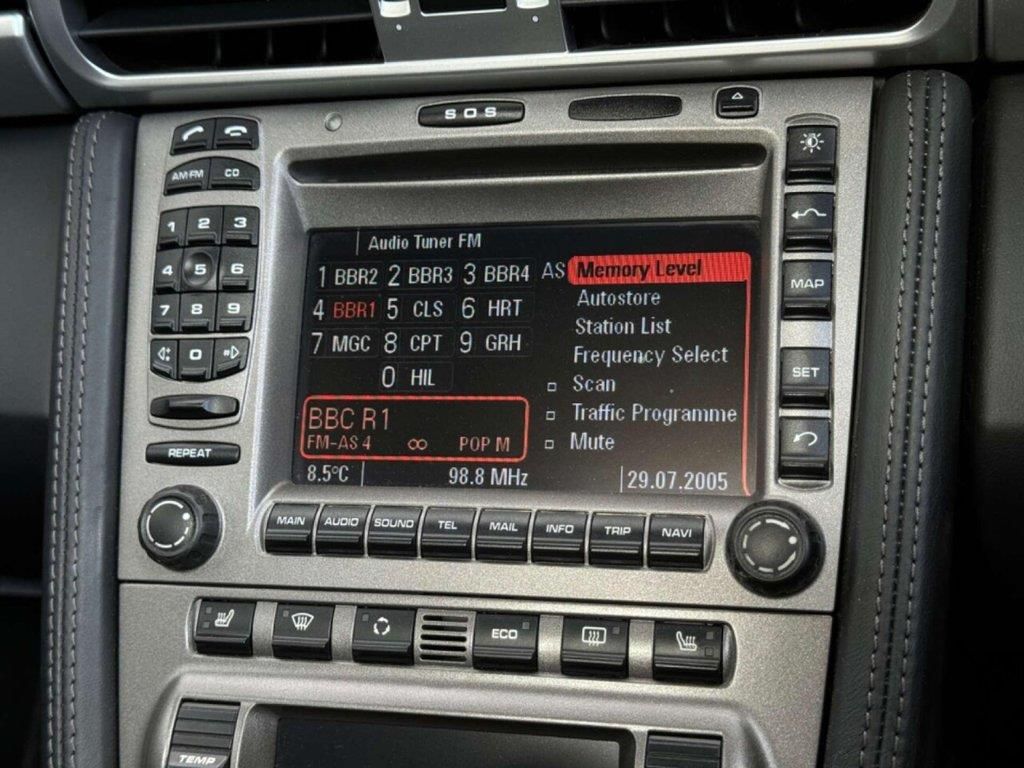 SOS
AM·FM CD
1 2 3
4 5 6
7 8 9
0
REPEAT
Audio Tuner FM
1 BBR2 2 BBR3 3 BBR4
4 BBR1 5 CLS 6 HRT
7 MGC 8 CPT 9 GRH
0 HIL
BBC R1
FM-AS 4 ∞ POP M
8.5°C 98.8 MHz 29.07.2005
AS Memory Level
Autostore
Station List
Frequency Select
Scan
Traffic Programme
Mute
MAP
SET
MAIN AUDIO SOUND TEL MAIL INFO TRIP NAVI
ECO
TEMP